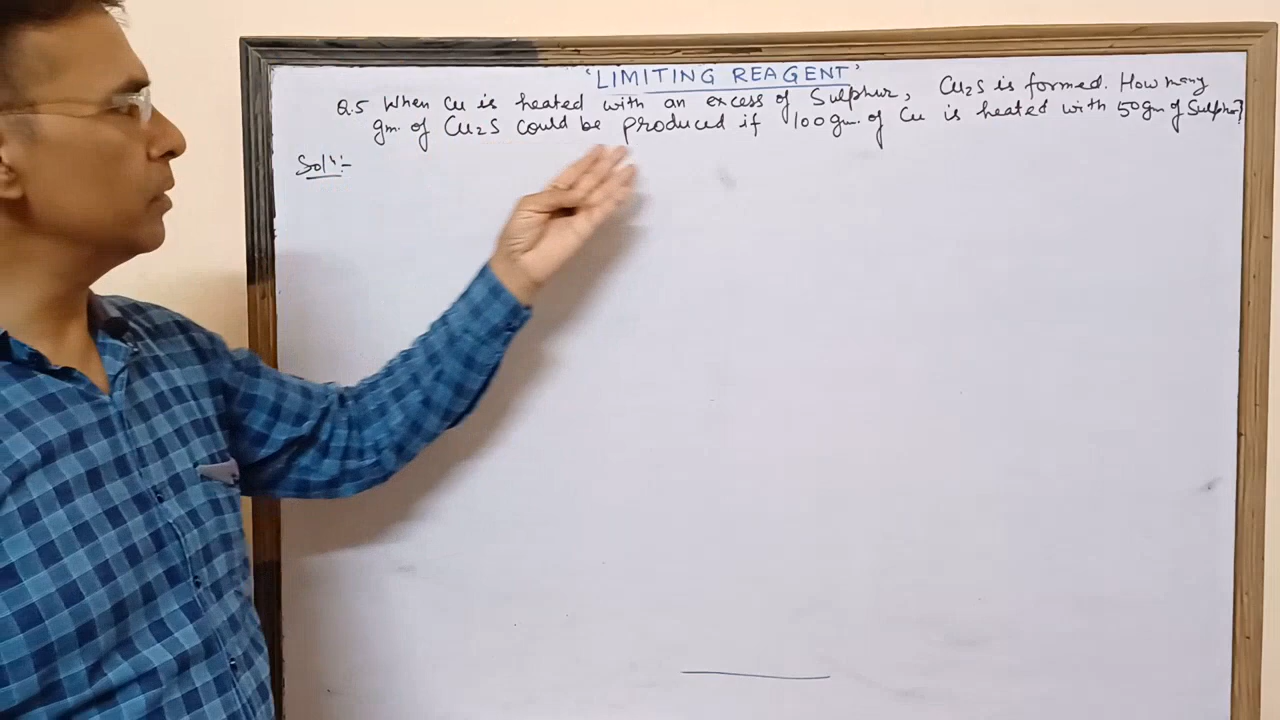 'LIMITING REAGENT'
Q.5 When Cu is heated with an excess of Sulphur, Cu₂S is formed. How many
gm. of Cu₂S could be produced if 100gm. of Cu is heated with 50gm of Sulphur?
Solⁿ:-